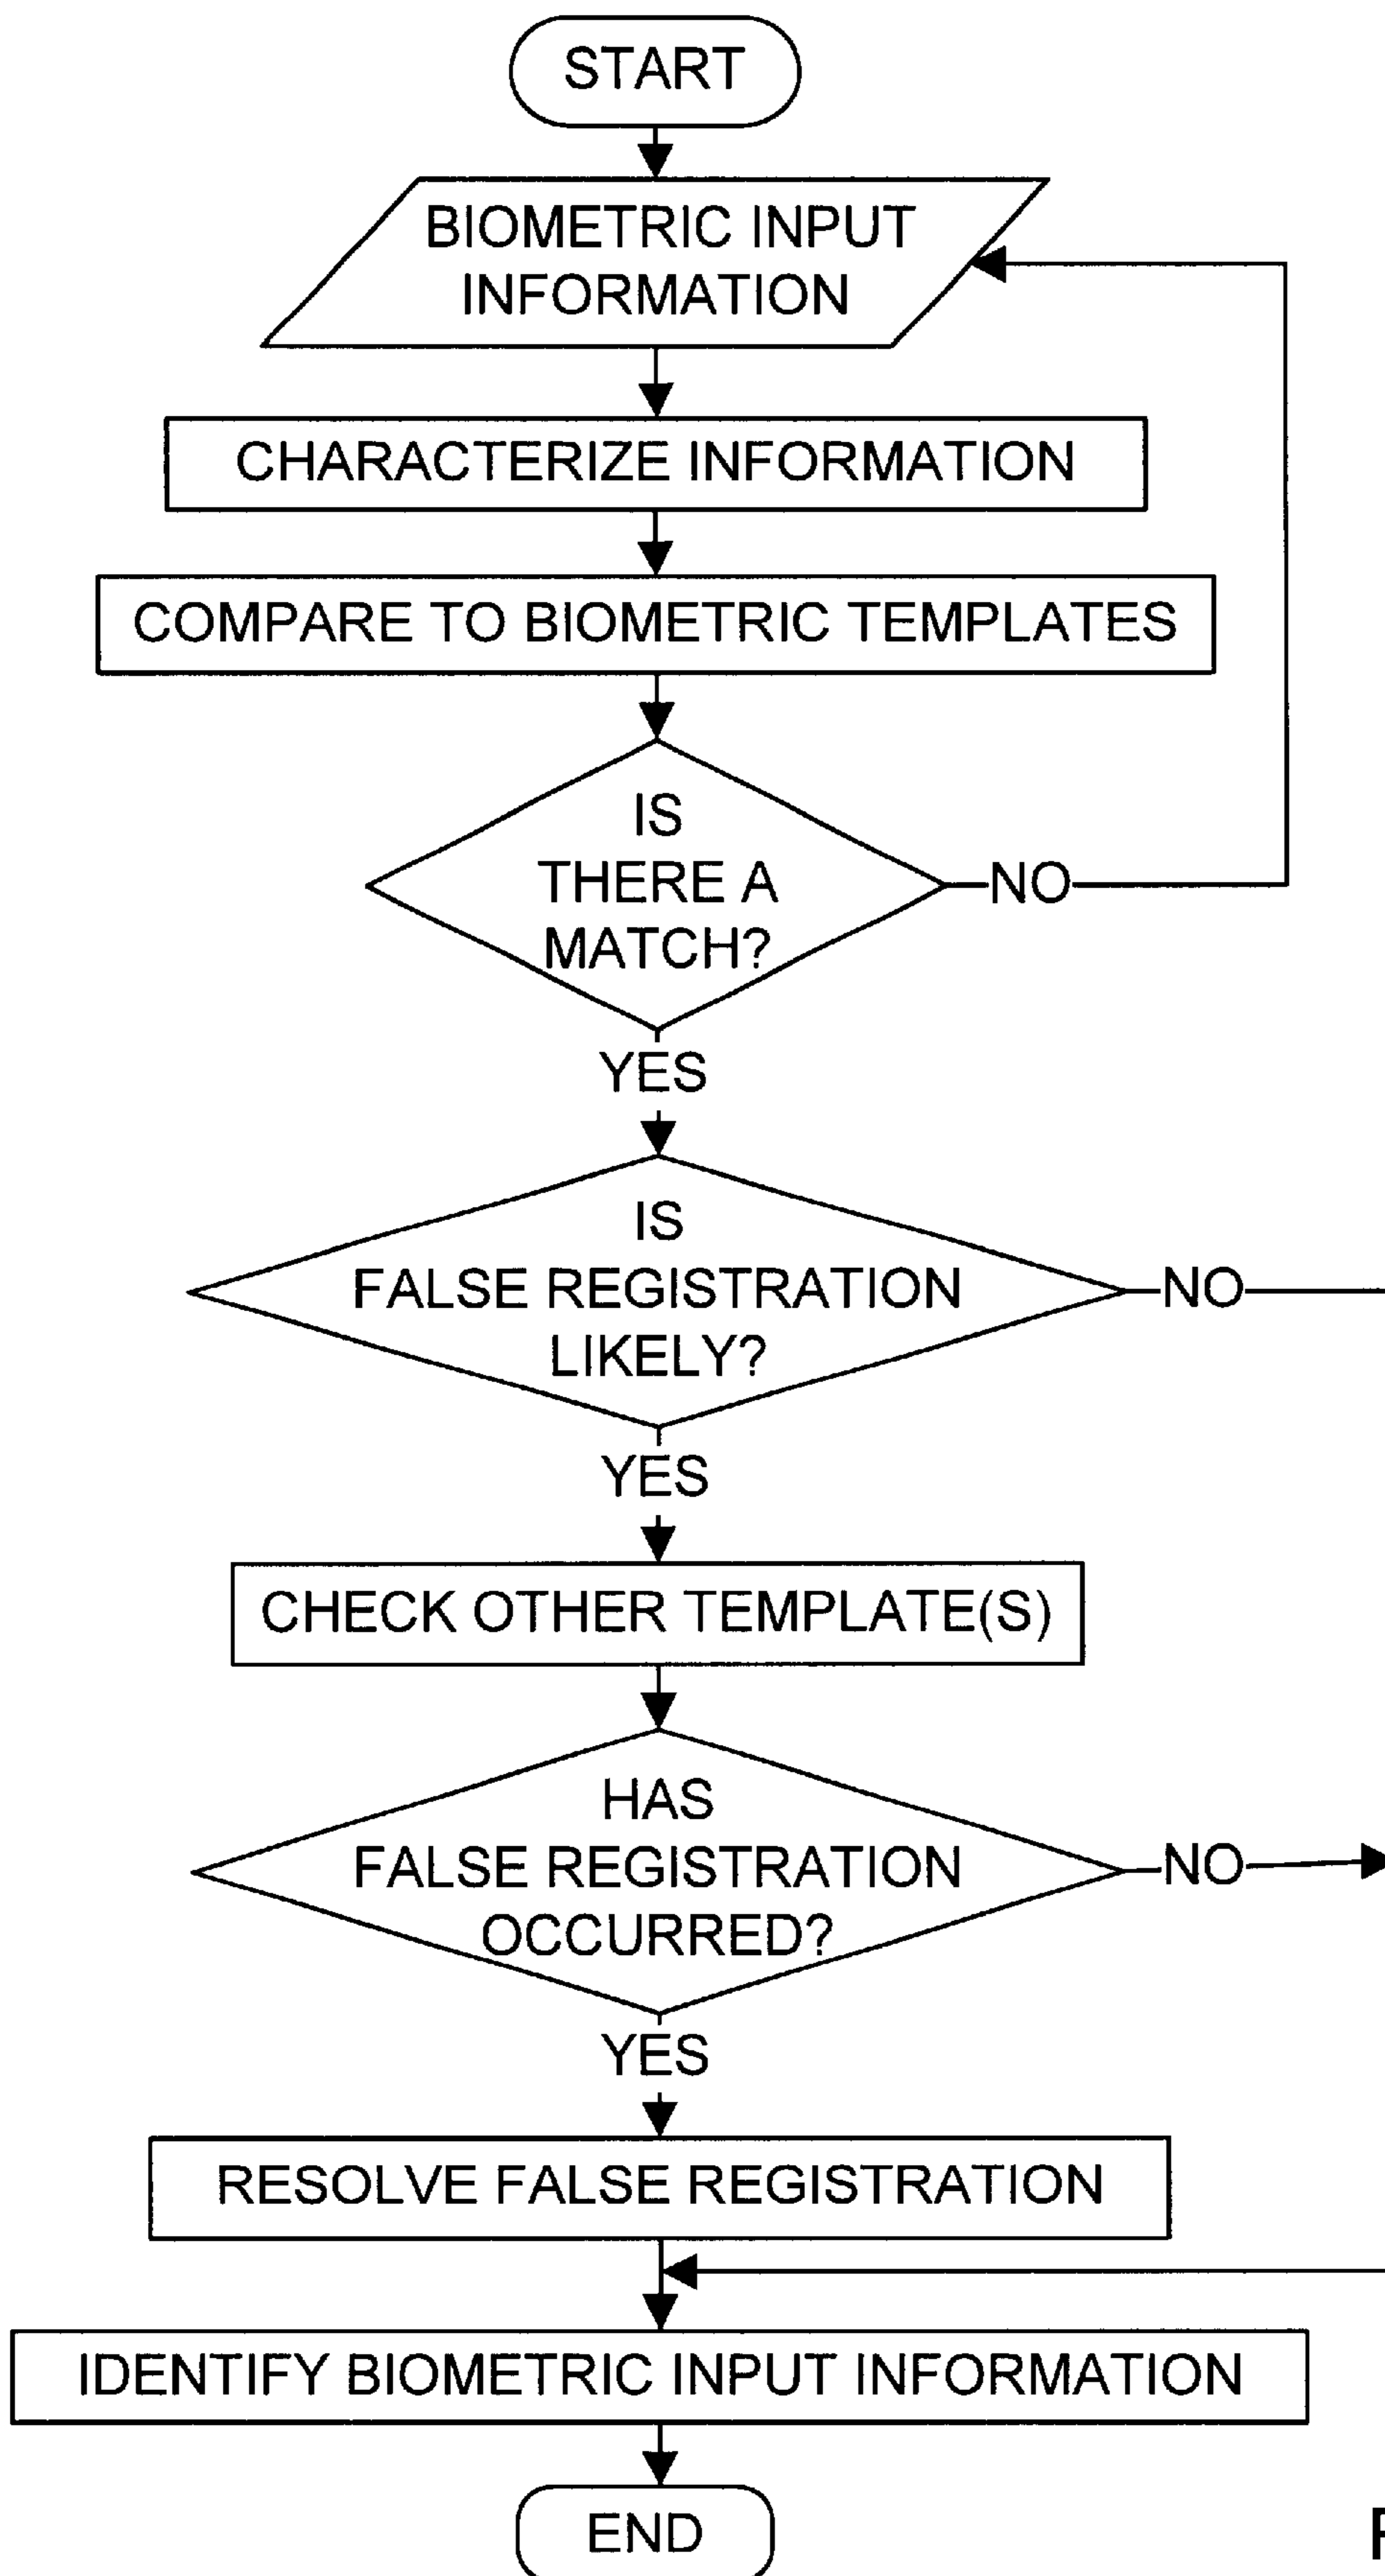 START
BIOMETRIC INPUT
INFORMATION
CHARACTERIZE INFORMATION
COMPARE TO BIOMETRIC TEMPLATES
IS
THERE A
MATCH?
NO
YES
IS
FALSE REGISTRATION
LIKELY?
NO
YES
CHECK OTHER TEMPLATE(S)
HAS
FALSE REGISTRATION
OCCURRED?
NO
YES
RESOLVE FALSE REGISTRATION
IDENTIFY BIOMETRIC INPUT INFORMATION
END